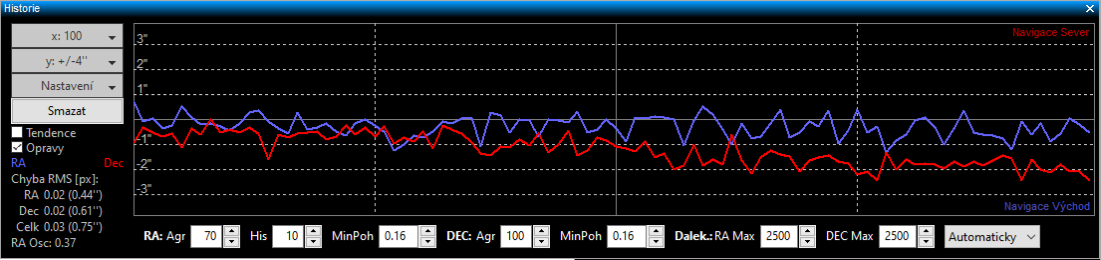 Historie
x: 100
y: +/-4''
Nastavení
Smazat
Tendence
Opravy
RA Dec
Chyba RMS [px]:
RA 0.02 (0.44'')
Dec 0.02 (0.61'')
Celk 0.03 (0.75'')
RA Osc: 0.37
Navigace Sever
3''
2''
1''
-1''
-2''
-3''
Navigace Východ
RA: Agr 70 His 10 MinPoh 0.16 DEC: Agr 100 MinPoh 0.16 Dalek.: RA Max 2500 DEC Max 2500 Automaticky